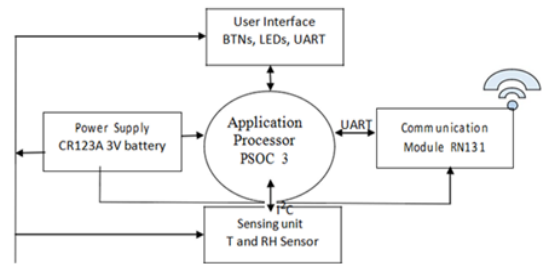 User Interface
BTNs, LEDs, UART
Power Supply
CR123A 3V battery
Application
Processor
PSOC 3
UART
Communication
Module RN131
I²C
Sensing unit
T and RH Sensor